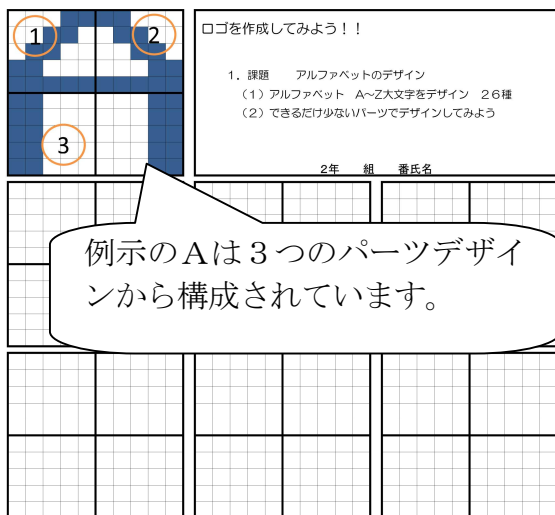 1
2
3
ロゴを作成してみよう！！
1．課題　　アルファベットのデザイン
（1）アルファベット　A～Z大文字をデザイン　２６種
（2）できるだけ少ないパーツでデザインしてみよう
2年　　組　　番氏名
例示のＡは３つのパーツデザイ
ンから構成されています。